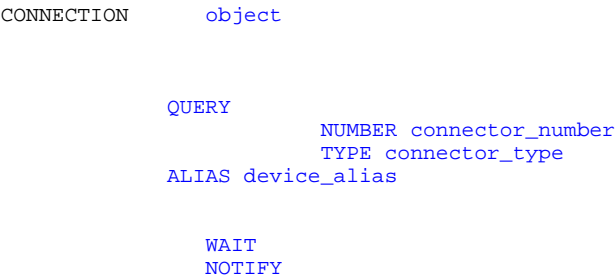 CONNECTION object
QUERY
NUMBER connector_number
TYPE connector_type
ALIAS device_alias
WAIT
NOTIFY